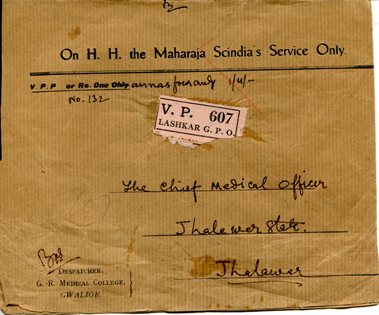 On H. H. the Maharaja Scindia's Service Only.
V. P. P or Re. One Only annas four only 1/4/-
No. 132
V. P. 607
LASHKAR G. P. O.
The Chief Medical Officer
Jhalawar State.
Jhalawar
DESPATCHER,
G. R. MEDICAL COLLEGE,
GWALIOR.